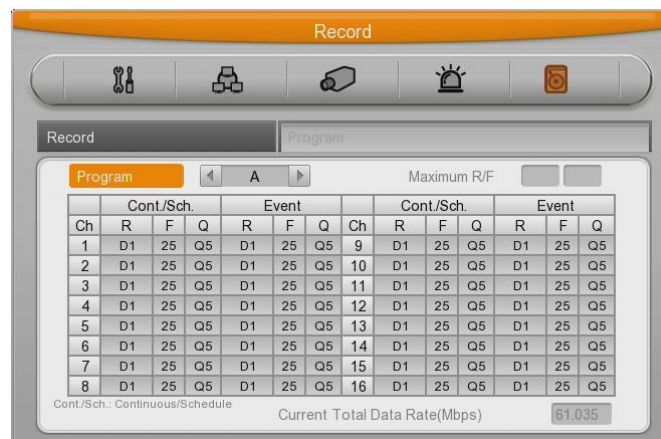 Record
Record Program
Program A Maximum R/F
Cont./Sch. Event Cont./Sch. Event
Ch R F Q R F Q Ch R F Q R F Q
1 D1 25 Q5 D1 25 Q5 9 D1 25 Q5 D1 25 Q5
2 D1 25 Q5 D1 25 Q5 10 D1 25 Q5 D1 25 Q5
3 D1 25 Q5 D1 25 Q5 11 D1 25 Q5 D1 25 Q5
4 D1 25 Q5 D1 25 Q5 12 D1 25 Q5 D1 25 Q5
5 D1 25 Q5 D1 25 Q5 13 D1 25 Q5 D1 25 Q5
6 D1 25 Q5 D1 25 Q5 14 D1 25 Q5 D1 25 Q5
7 D1 25 Q5 D1 25 Q5 15 D1 25 Q5 D1 25 Q5
8 D1 25 Q5 D1 25 Q5 16 D1 25 Q5 D1 25 Q5
Cont./Sch.: Continuous/Schedule
Current Total Data Rate(Mbps) 61.035